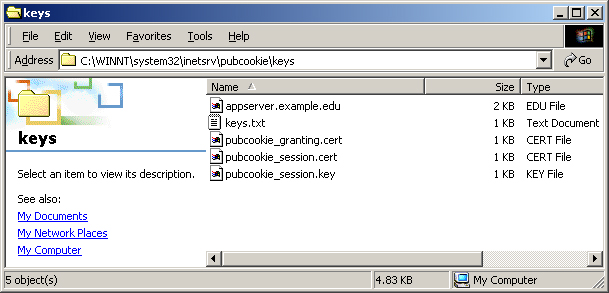 keys
File Edit View Favorites Tools Help
Address C:\WINNT\system32\inetsrv\pubcookie\keys Go
Name Size Type
appserver.example.edu 2 KB EDU File
keys.txt 1 KB Text Document
pubcookie_granting.cert 1 KB CERT File
pubcookie_session.cert 1 KB CERT File
pubcookie_session.key 1 KB KEY File
keys
Select an item to view its description.
See also:
My Documents
My Network Places
My Computer
5 object(s) 4.83 KB My Computer